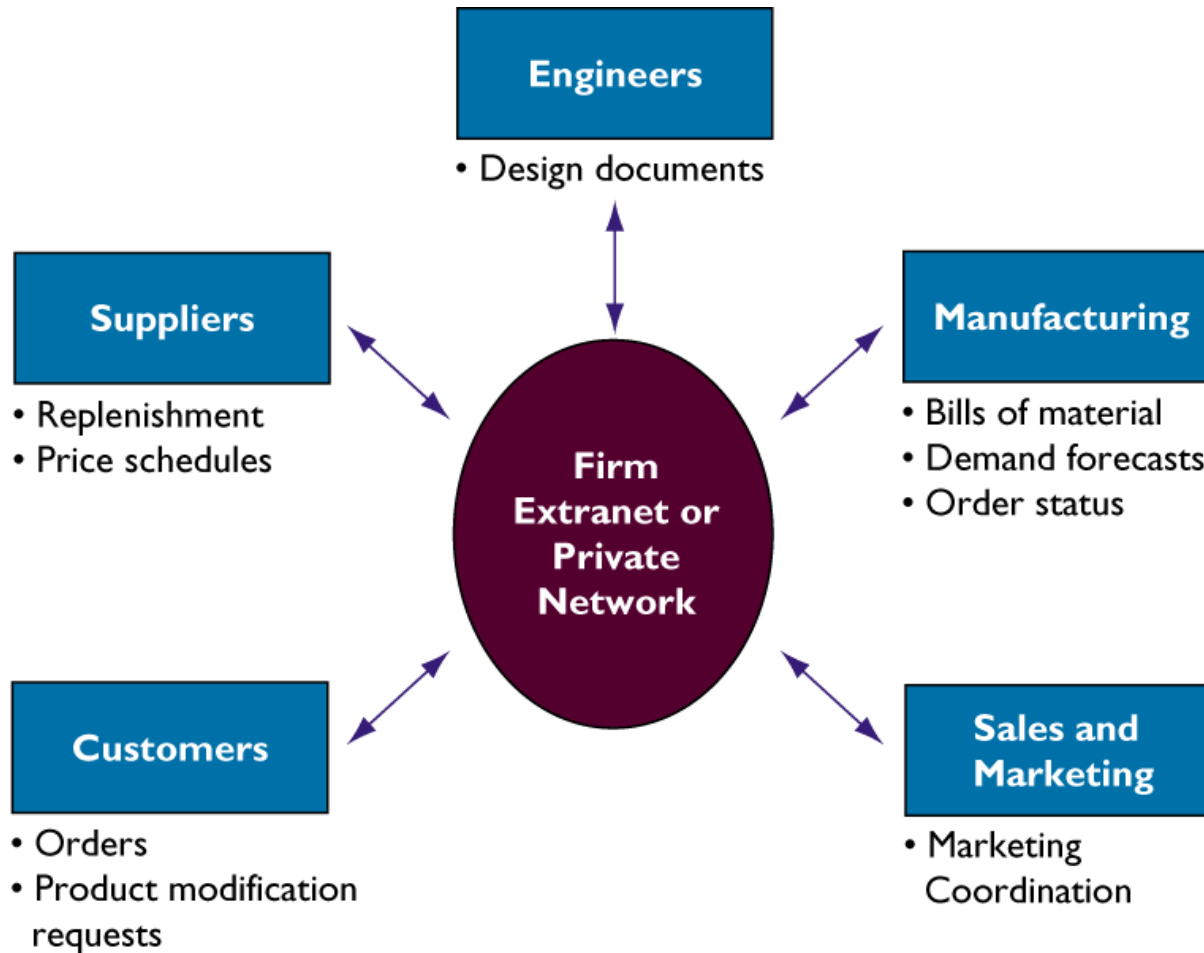 Engineers
• Design documents
Suppliers
• Replenishment
• Price schedules
Manufacturing
• Bills of material
• Demand forecasts
• Order status
Firm
Extranet or
Private
Network
Customers
• Orders
• Product modification
requests
Sales and
Marketing
• Marketing
Coordination